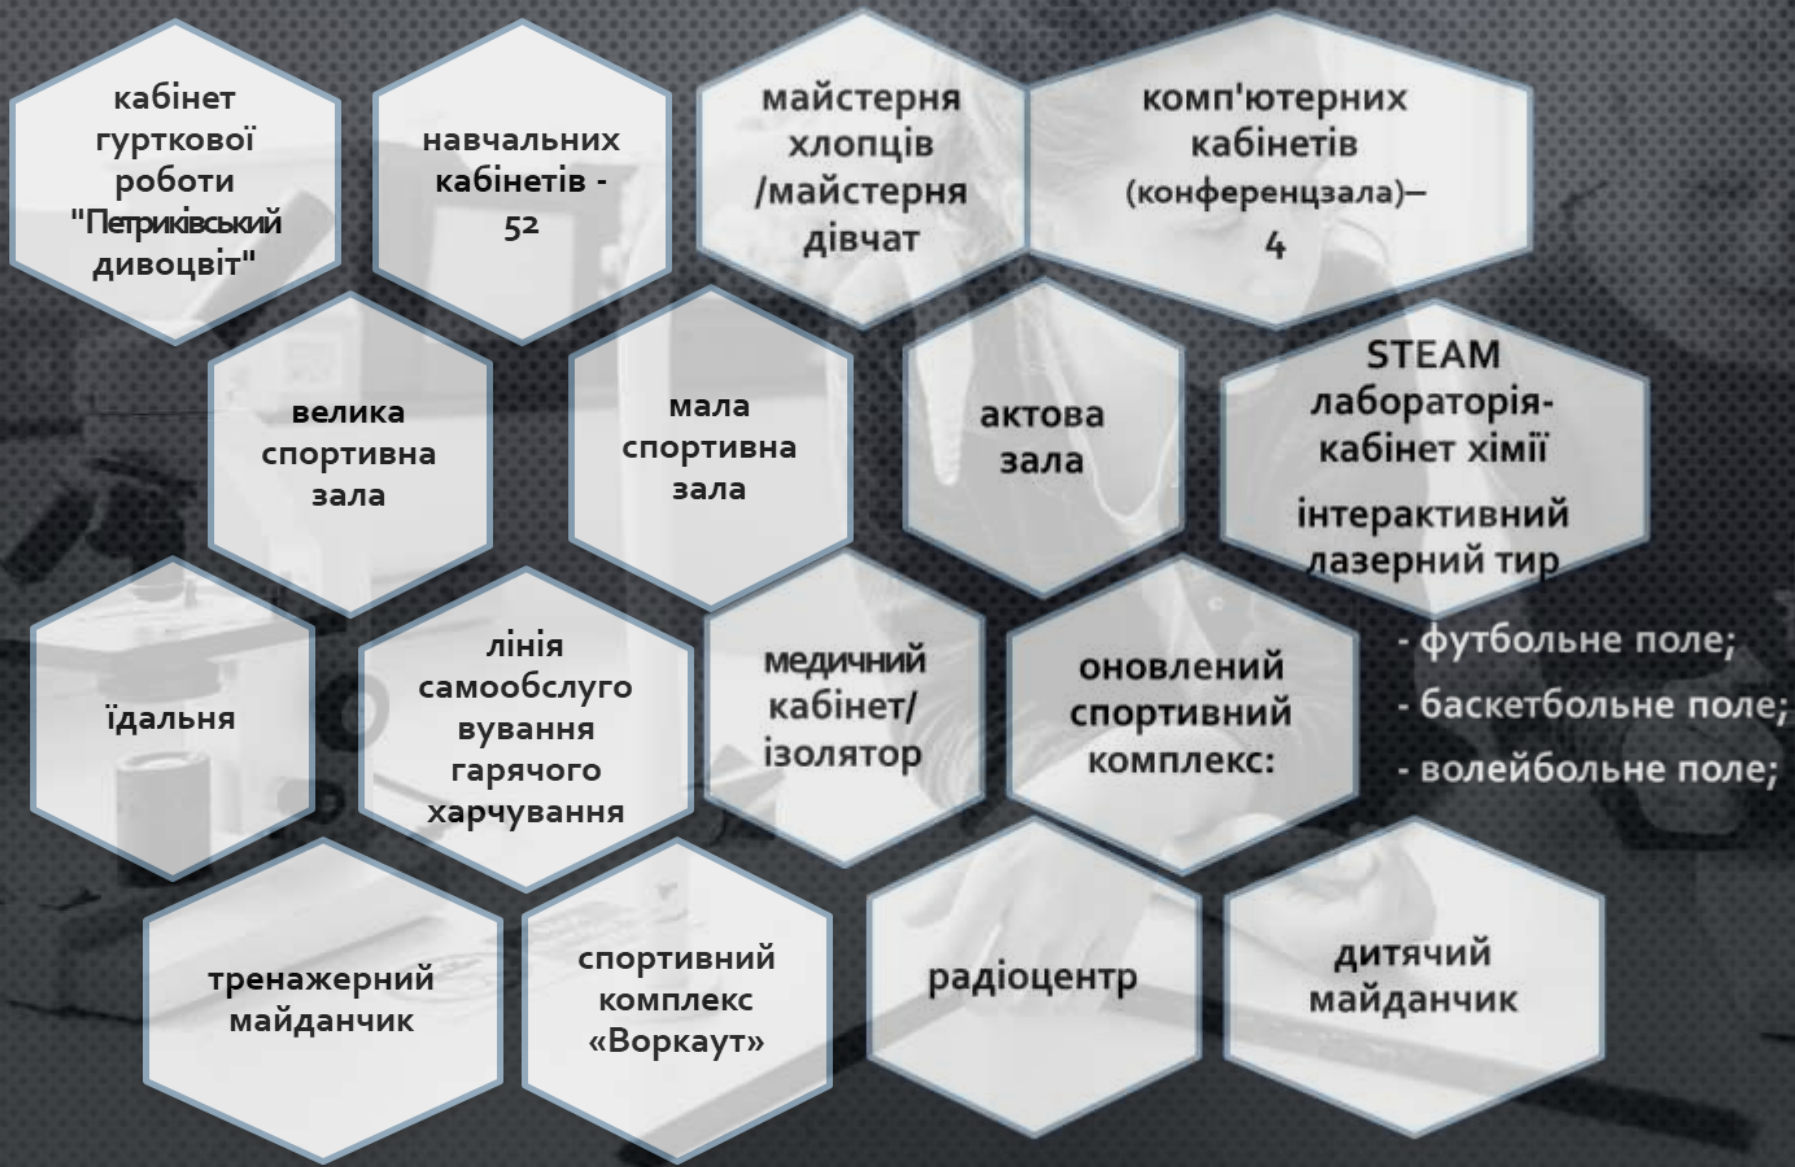 кабінет
гурткової
роботи
"Петриківський
дивоцвіт"
навчальних
кабінетів -
52
майстерня
хлопців
/майстерня
дівчат
комп'ютерних
кабінетів
(конференцзала)–
4
велика
спортивна
зала
мала
спортивна
зала
актова
зала
STEAM
лабораторія-
кабінет хімії
інтерактивний
лазерний тир
їдальня
лінія
самообслуго
вування
гарячого
харчування
медичний
кабінет/
ізолятор
оновлений
спортивний
комплекс:
- футбольне поле;
- баскетбольне поле;
- волейбольне поле;
тренажерний
майданчик
спортивний
комплекс
«Воркаут»
радіоцентр
дитячий
майданчик